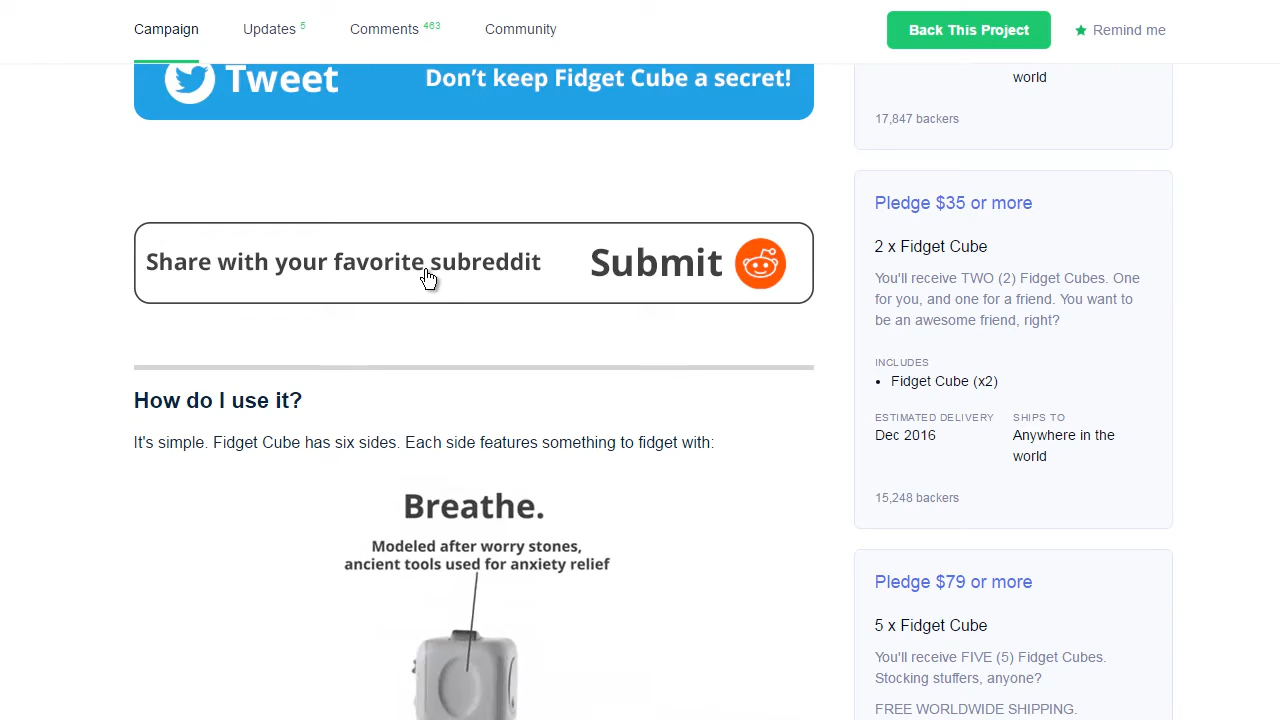 Campaign
Updates 5
Comments 463
Community
Back This Project
Remind me
Tweet
Don't keep Fidget Cube a secret!
Share with your favorite subreddit
Submit
How do I use it?
It's simple. Fidget Cube has six sides. Each side features something to fidget with:
Breathe.
Modeled after worry stones,
ancient tools used for anxiety relief
world
17,847 backers
Pledge $35 or more
2 x Fidget Cube
You'll receive TWO (2) Fidget Cubes. One
for you, and one for a friend. You want to
be an awesome friend, right?
INCLUDES
• Fidget Cube (x2)
ESTIMATED DELIVERY
Dec 2016
SHIPS TO
Anywhere in the
world
15,248 backers
Pledge $79 or more
5 x Fidget Cube
You'll receive FIVE (5) Fidget Cubes.
Stocking stuffers, anyone?
FREE WORLDWIDE SHIPPING.